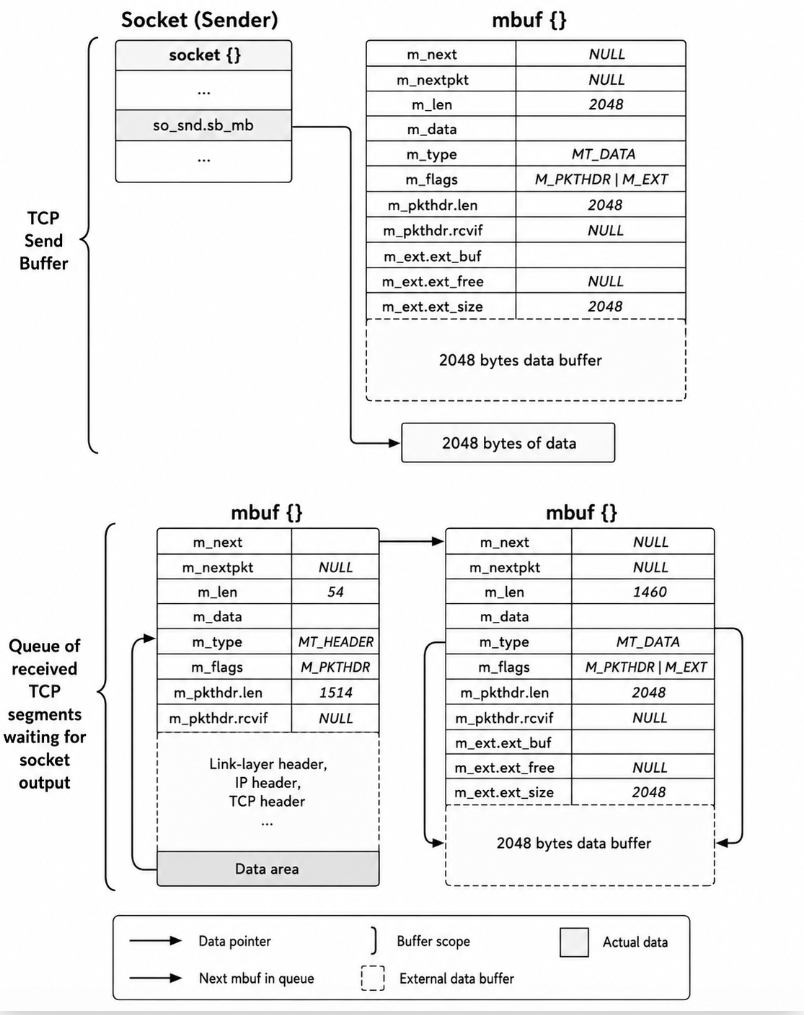 Socket (Sender)
socket {}
...
so_snd.sb_mb
...
TCP
Send
Buffer
mbuf {}
m_next NULL
m_nextpkt NULL
m_len 2048
m_data
m_type MT_DATA
m_flags M_PKTHDR | M_EXT
m_pkthdr.len 2048
m_pkthdr.rcvif NULL
m_ext.ext_buf
m_ext.ext_free NULL
m_ext.ext_size 2048
2048 bytes data buffer
2048 bytes of data
Queue of
received
TCP
segments
waiting for
socket
output
mbuf {}
m_next
m_nextpkt NULL
m_len 54
m_data
m_type MT_HEADER
m_flags M_PKTHDR
m_pkthdr.len 1514
m_pkthdr.rcvif NULL
Link-layer header,
IP header,
TCP header
...
Data area
mbuf {}
m_next NULL
m_nextpkt NULL
m_len 1460
m_data
m_type MT_DATA
m_flags M_PKTHDR | M_EXT
m_pkthdr.len 2048
m_pkthdr.rcvif NULL
m_ext.ext_buf
m_ext.ext_free NULL
m_ext.ext_size 2048
2048 bytes data buffer
Data pointer
Buffer scope
Actual data
Next mbuf in queue
External data buffer